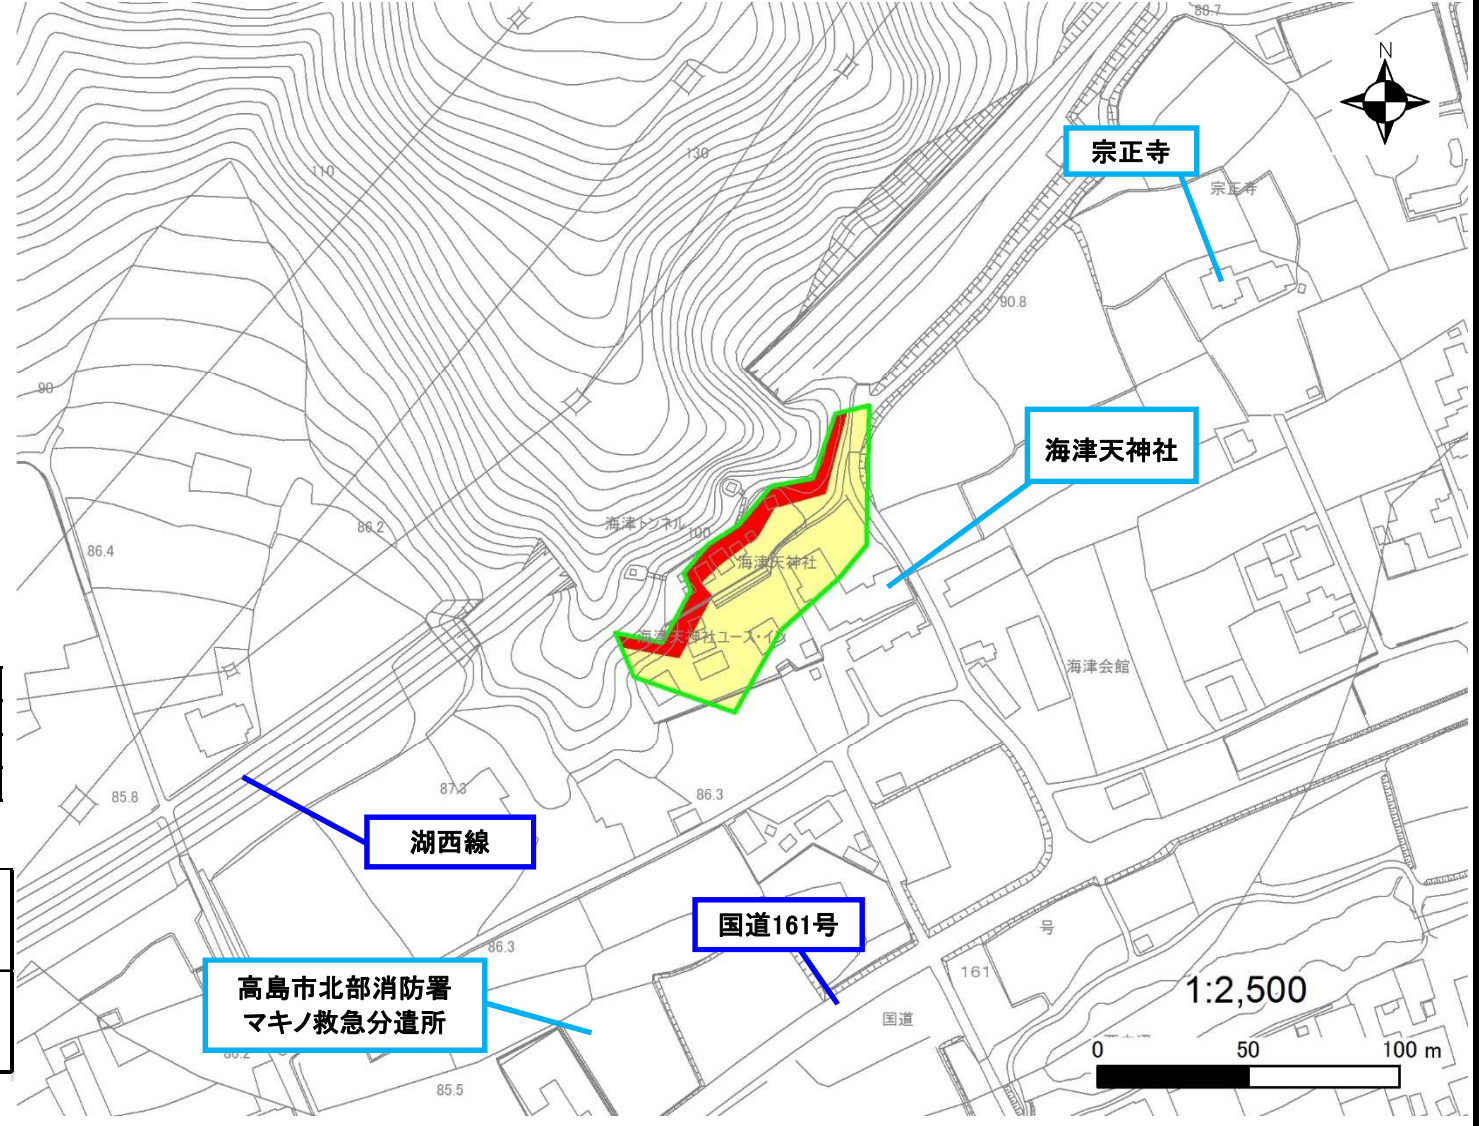 88.7
N
130
宗正寺
110
宗正寺
90.8
90
海津天神社
86.2
海津トンネル
100
86.4
海津天神社
海津天神社ユース・イン
海津会館
85.8
87.3
86.3
湖西線
国道161号
号
86.3
161
高島市北部消防署
マキノ救急分遣所
1:2,500
国道
86.2
0 50 100 m
85.5